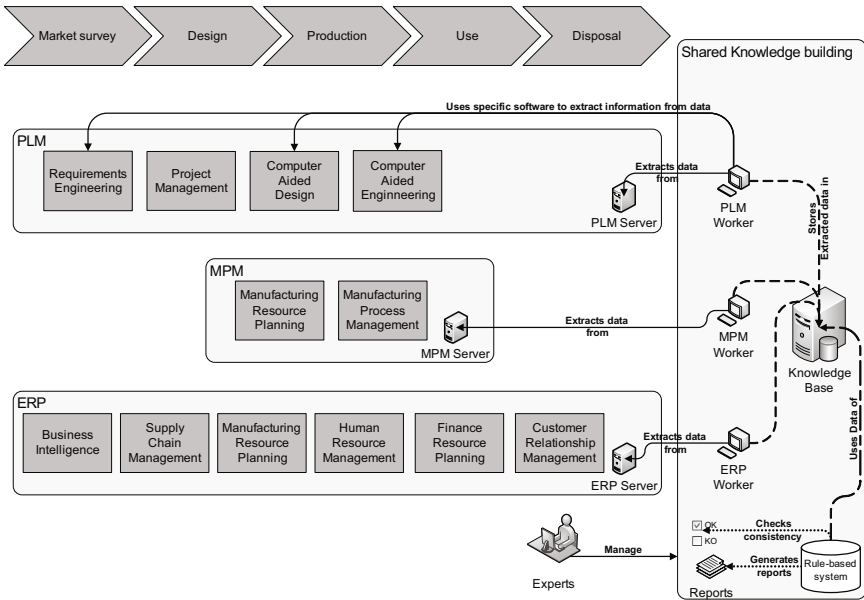 Market survey
Design
Production
Use
Disposal
Shared Knowledge building
Uses specific software to extract information from data
PLM
Requirements
Engineering
Project
Management
Computer
Aided
Design
Computer
Aided
Enginneering
PLM Server
Extracts data
from
PLM
Worker
Stores
Extracted data in
MPM
Manufacturing
Resource
Planning
Manufacturing
Process
Management
MPM Server
Extracts data
from
MPM
Worker
Knowledge
Base
ERP
Business
Intelligence
Supply
Chain
Management
Manufacturing
Resource
Planning
Human
Resource
Management
Finance
Resource
Planning
Customer
Relationship
Management
ERP Server
Extracts data
from
ERP
Worker
Uses Data of
Experts
Manage
OK
KO
Checks
consistency
Generates
reports
Reports
Rule-based
system